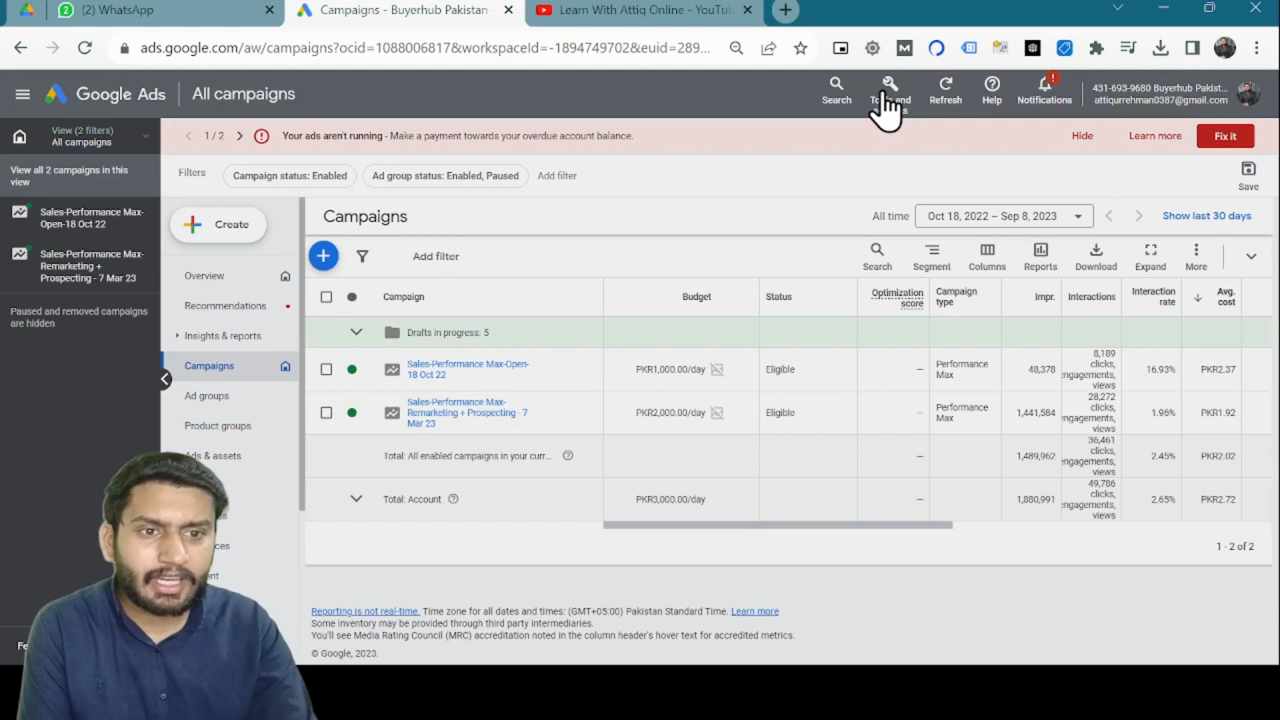 (2) WhatsApp
Campaigns - Buyerhub Pakistan -
Learn With Attiq Online - YouTu
ads.google.com/aw/campaigns?ocid=1088006817&workspaceId=-1894749702&euid=289...
Google Ads
All campaigns
Search
Refresh
Help
Notifications
431-693-9680 Buyerhub Pakist...
attiqurrehman0387@gmail.com
View (2 filters)
All campaigns
1 / 2
Your ads aren't running - Make a payment towards your overdue account balance.
Hide
Learn more
Fix it
View all 2 campaigns in this
view
Filters
Campaign status: Enabled
Ad group status: Enabled, Paused
Add filter
Save
Sales-Performance Max-
Open-18 Oct 22
Sales-Performance Max-
Remarketing +
Prospecting - 7 Mar 23
Paused and removed campaigns
are hidden
Create
Overview
Recommendations
Insights & reports
Campaigns
Ad groups
Product groups
Ads & assets
Campaigns
All time
Oct 18, 2022 – Sep 8, 2023
Show last 30 days
Add filter
Search
Segment
Columns
Reports
Download
Expand
More
Campaign
Budget
Status
Optimization
score
Campaign
type
Impr.
Interactions
Interaction
rate
Avg.
cost
Drafts in progress: 5
Sales-Performance Max-Open-
18 Oct 22
PKR1,000.00/day
Eligible
–
Performance
Max
48,378
8,189
clicks,
ngagements,
views
16.93%
PKR2.37
Sales-Performance Max-
Remarketing + Prospecting - 7
Mar 23
PKR2,000.00/day
Eligible
–
Performance
Max
1,441,584
28,272
clicks,
ngagements,
views
1.96%
PKR1.92
Total: All enabled campaigns in your curr...
–
1,489,962
36,461
clicks,
ngagements,
views
2.45%
PKR2.02
Total: Account
PKR3,000.00/day
–
1,880,991
49,786
clicks,
ngagements,
views
2.65%
PKR2.72
1 - 2 of 2
Reporting is not real-time. Time zone for all dates and times: (GMT+05:00) Pakistan Standard Time. Learn more
Some inventory may be provided through third party intermediaries.
You'll see Media Rating Council (MRC) accreditation noted in the column header's hover text for accredited metrics.
© Google, 2023.